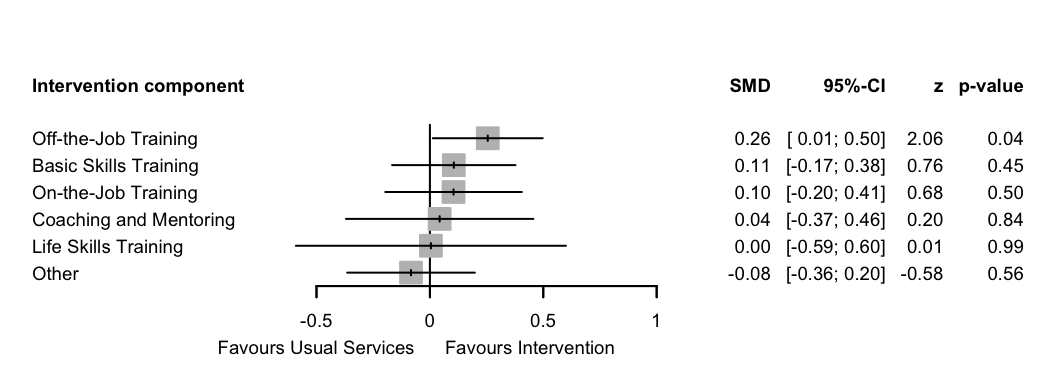 Intervention component SMD 95%-CI z p-value
Off-the-Job Training 0.26 [ 0.01; 0.50] 2.06 0.04
Basic Skills Training 0.11 [-0.17; 0.38] 0.76 0.45
On-the-Job Training 0.10 [-0.20; 0.41] 0.68 0.50
Coaching and Mentoring 0.04 [-0.37; 0.46] 0.20 0.84
Life Skills Training 0.00 [-0.59; 0.60] 0.01 0.99
Other -0.08 [-0.36; 0.20] -0.58 0.56
-0.5 0 0.5 1
Favours Usual Services Favours Intervention